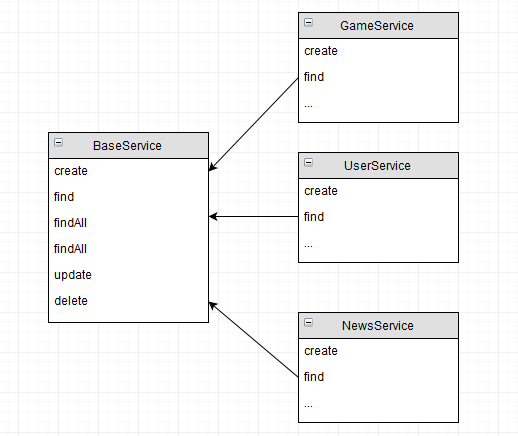 GameService
create
find
...
BaseService
create
find
findAll
findAll
update
delete
UserService
create
find
...
NewsService
create
find
...